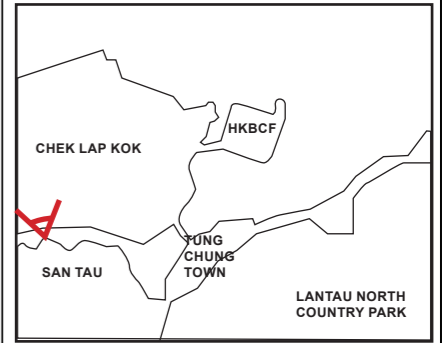 HKBCF
CHEK LAP KOK
TUNG
CHUNG
TOWN
SAN TAU
LANTAU NORTH
COUNTRY PARK